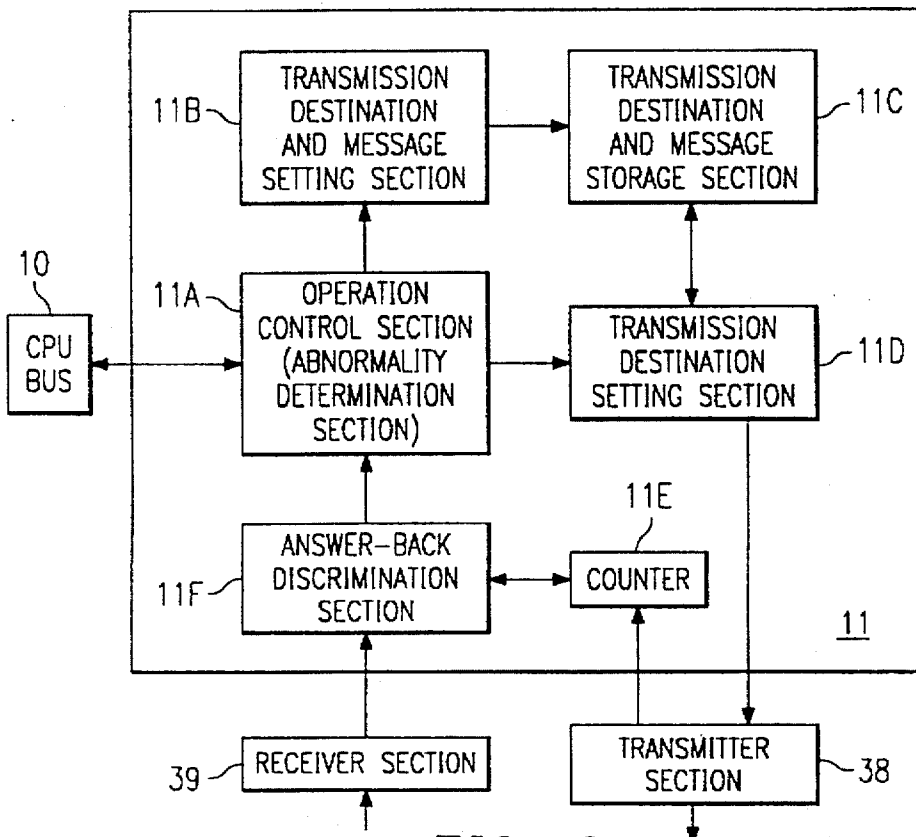 11B
TRANSMISSION
DESTINATION
AND MESSAGE
SETTING SECTION
TRANSMISSION
DESTINATION
AND MESSAGE
STORAGE SECTION
11C
10
CPU
BUS
11A
OPERATION
CONTROL SECTION
(ABNORMALITY
DETERMINATION
SECTION)
TRANSMISSION
DESTINATION
SETTING SECTION
11D
11F
ANSWER-BACK
DISCRIMINATION
SECTION
11E
COUNTER
11
39
RECEIVER SECTION
TRANSMITTER
SECTION
38